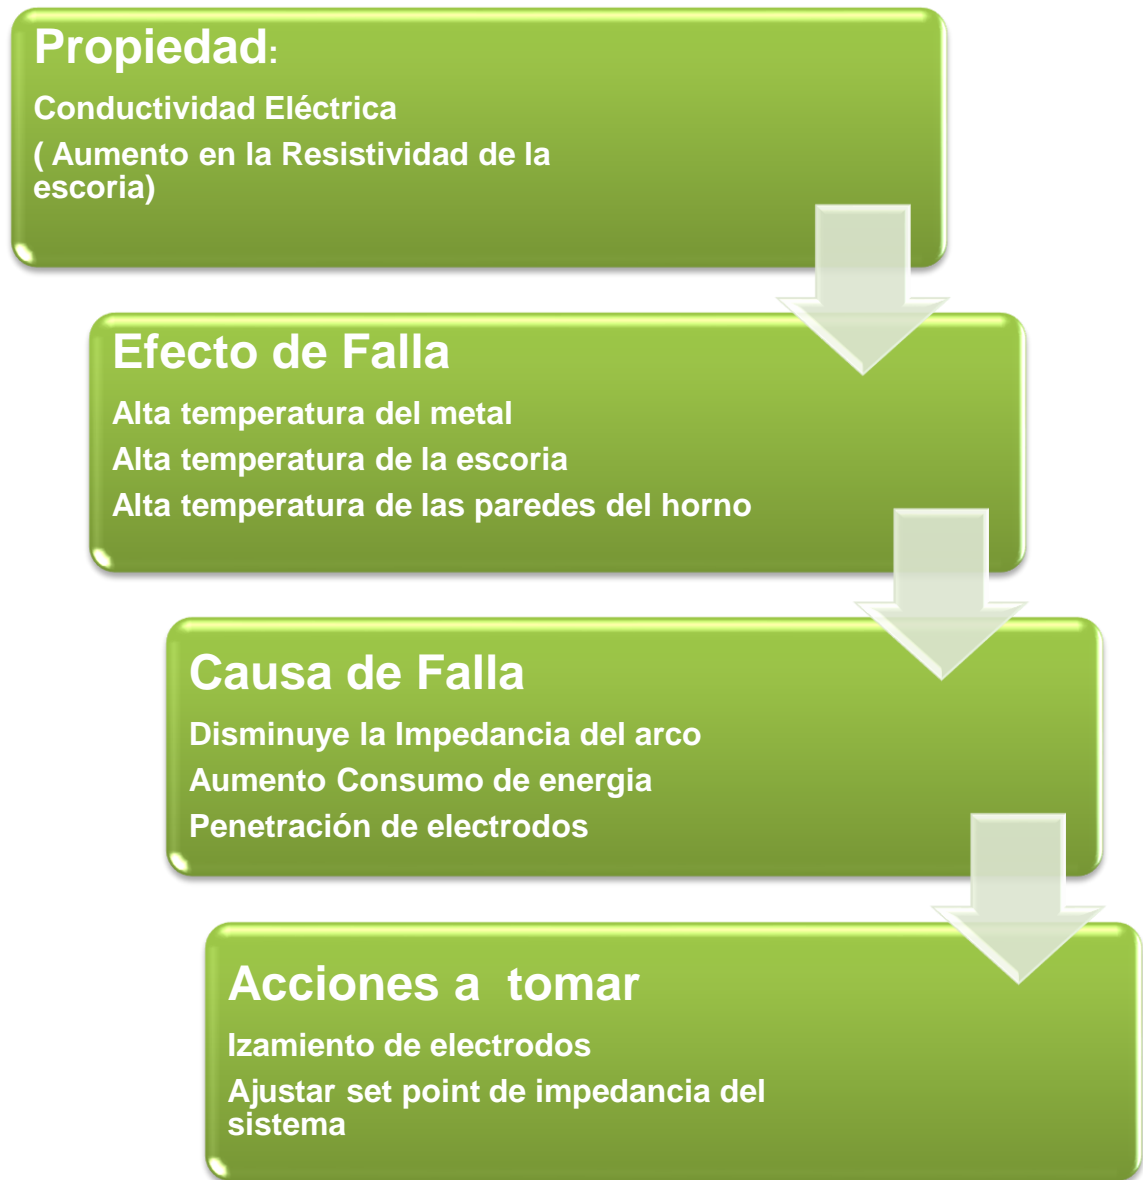 Propiedad:
Conductividad Eléctrica
( Aumento en la Resistividad de la
escoria)
Efecto de Falla
Alta temperatura del metal
Alta temperatura de la escoria
Alta temperatura de las paredes del horno
Causa de Falla
Disminuye la Impedancia del arco
Aumento Consumo de energia
Penetración de electrodos
Acciones a  tomar
Izamiento de electrodos
Ajustar set point de impedancia del
sistema